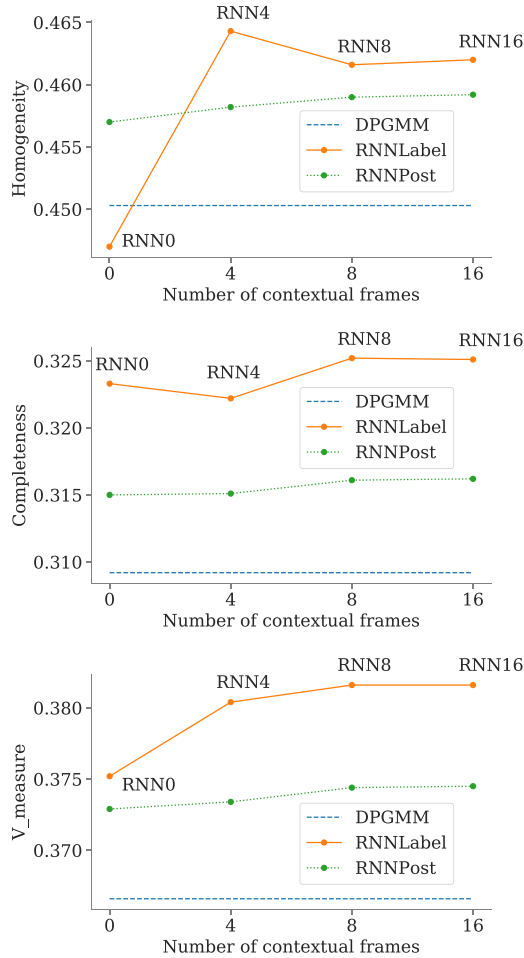 0.465
0.460
0.455
0.450
Homogeneity
RNN0
RNN4
RNN8
RNN16
DPGMM
RNNLabel
RNNPost
0 4 8 16
Number of contextual frames
0.325
0.320
0.315
0.310
Completeness
RNN0
RNN4
RNN8
RNN16
DPGMM
RNNLabel
RNNPost
0 4 8 16
Number of contextual frames
0.380
0.375
0.370
V_measure
RNN0
RNN4
RNN8
RNN16
DPGMM
RNNLabel
RNNPost
0 4 8 16
Number of contextual frames